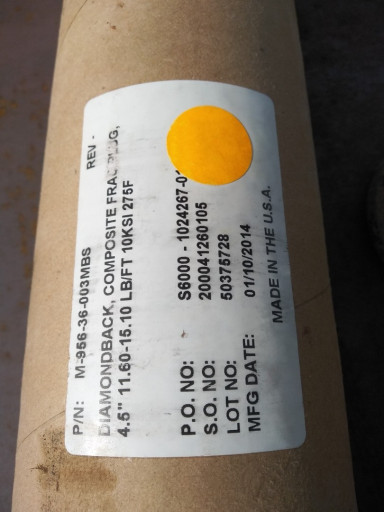 P/N: M-956-36-003MBS REV -
DIAMONDBACK, COMPOSITE FRAC PLUG,
4.5" 11.60-15.10 LB/FT 10KSI 275F
P.O. NO: S6000 - 1024267-0
S.O. NO: 200041260105
LOT NO: 50375728
MFG DATE: 01/10/2014
MADE IN THE U.S.A.